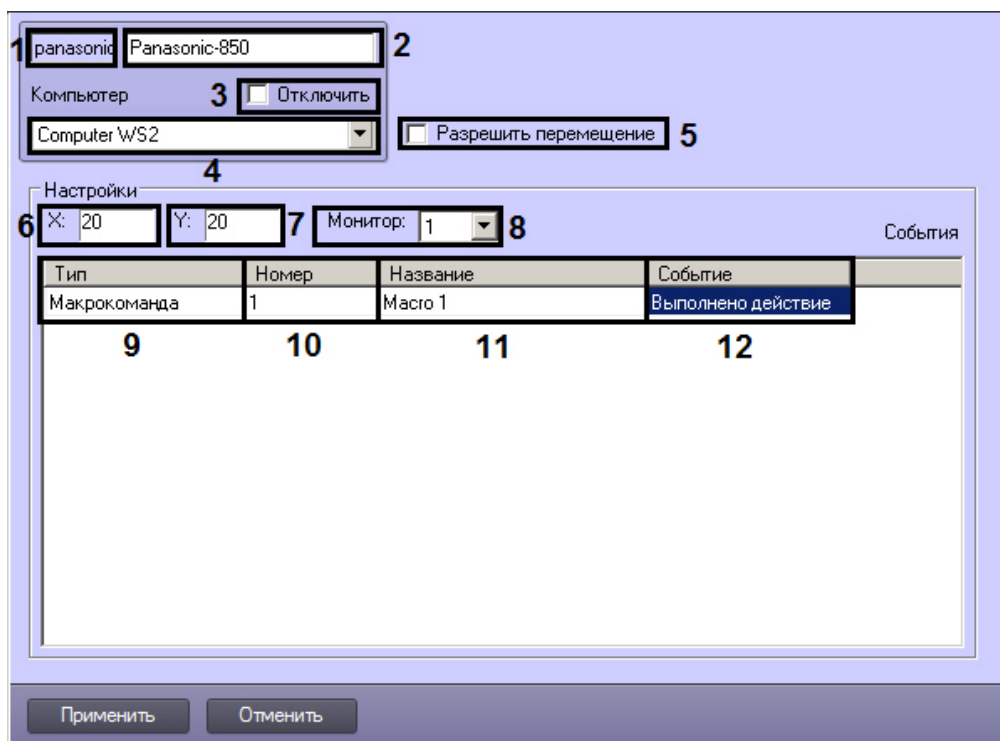 1 panasonic Panasonic-850 2
Компьютер 3 Отключить
Computer WS2 Разрешить перемещение 5
4
Настройки
6 X: 20 Y: 20 7 Монитор: 1 8 События
Тип Номер Название Событие
Макрокоманда 1 Macro 1 Выполнено действие
9 10 11 12
Применить Отменить